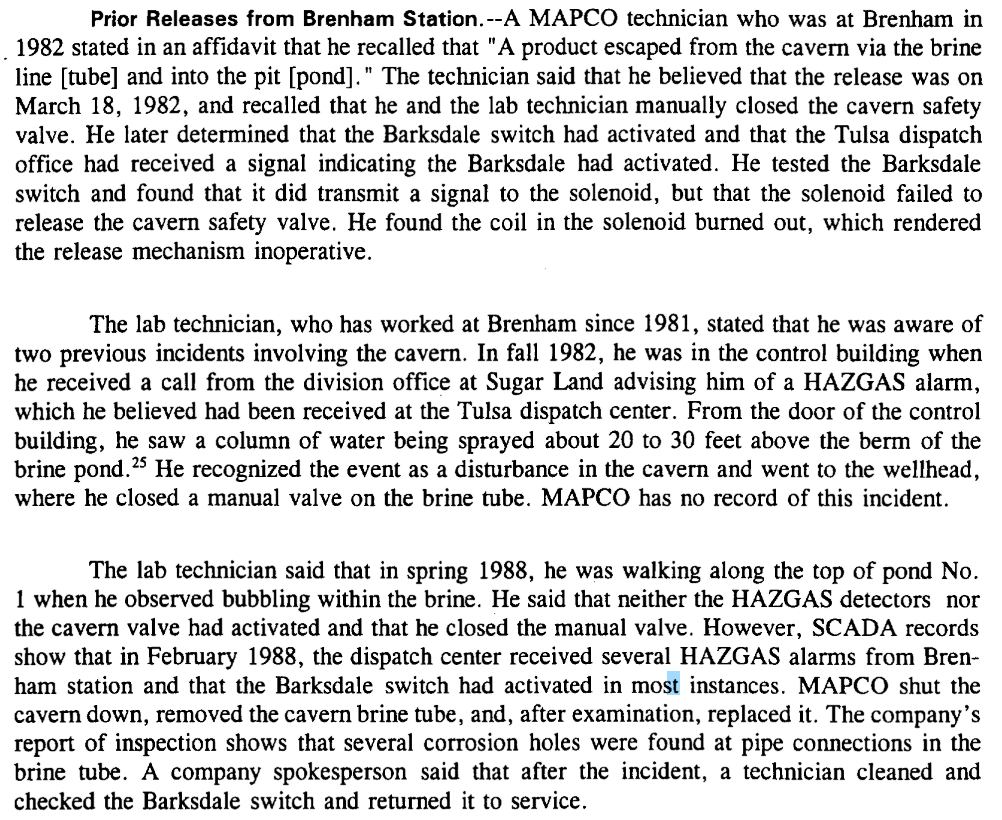 Prior Releases from Brenham Station.--A MAPCO technician who was at Brenham in
1982 stated in an affidavit that he recalled that "A product escaped from the cavern via the brine
line [tube] and into the pit [pond]." The technician said that he believed that the release was on
March 18, 1982, and recalled that he and the lab technician manually closed the cavern safety
valve. He later determined that the Barksdale switch had activated and that the Tulsa dispatch
office had received a signal indicating the Barksdale had activated. He tested the Barksdale
switch and found that it did transmit a signal to the solenoid, but that the solenoid failed to
release the cavern safety valve. He found the coil in the solenoid burned out, which rendered
the release mechanism inoperative.
The lab technician, who has worked at Brenham since 1981, stated that he was aware of
two previous incidents involving the cavern. In fall 1982, he was in the control building when
he received a call from the division office at Sugar Land advising him of a HAZGAS alarm,
which he believed had been received at the Tulsa dispatch center. From the door of the control
building, he saw a column of water being sprayed about 20 to 30 feet above the berm of the
brine pond.25 He recognized the event as a disturbance in the cavern and went to the wellhead,
where he closed a manual valve on the brine tube. MAPCO has no record of this incident.
The lab technician said that in spring 1988, he was walking along the top of pond No.
1 when he observed bubbling within the brine. He said that neither the HAZGAS detectors nor
the cavern valve had activated and that he closed the manual valve. However, SCADA records
show that in February 1988, the dispatch center received several HAZGAS alarms from Bren-
ham station and that the Barksdale switch had activated in most instances. MAPCO shut the
cavern down, removed the cavern brine tube, and, after examination, replaced it. The company's
report of inspection shows that several corrosion holes were found at pipe connections in the
brine tube. A company spokesperson said that after the incident, a technician cleaned and
checked the Barksdale switch and returned it to service.